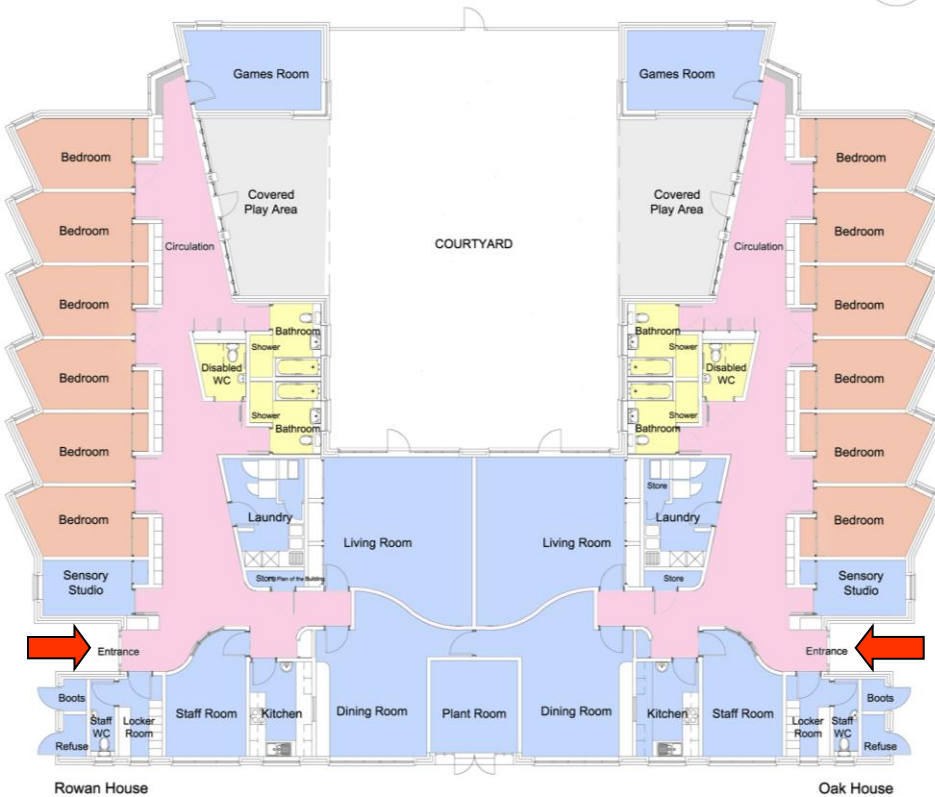 Games Room
Games Room
Bedroom
Bedroom
Covered
Play Area
Covered
Play Area
Bedroom
Circulation
COURTYARD
Circulation
Bedroom
Bedroom
Bedroom
Bathroom
Bathroom
Shower
Shower
Bedroom
Disabled
WC
Disabled
WC
Bedroom
Shower
Shower
Bathroom
Bathroom
Bedroom
Bedroom
Store
Bedroom
Laundry
Laundry
Bedroom
Living Room
Living Room
Sensory
Studio
Store
Plan of the Building
Store
Sensory
Studio
Entrance
Entrance
Boots
Staff
WC
Locker
Room
Staff Room
Kitchen
Dining Room
Plant Room
Dining Room
Kitchen
Staff Room
Locker
Room
Staff
WC
Boots
Refuse
Refuse
Rowan House
Oak House